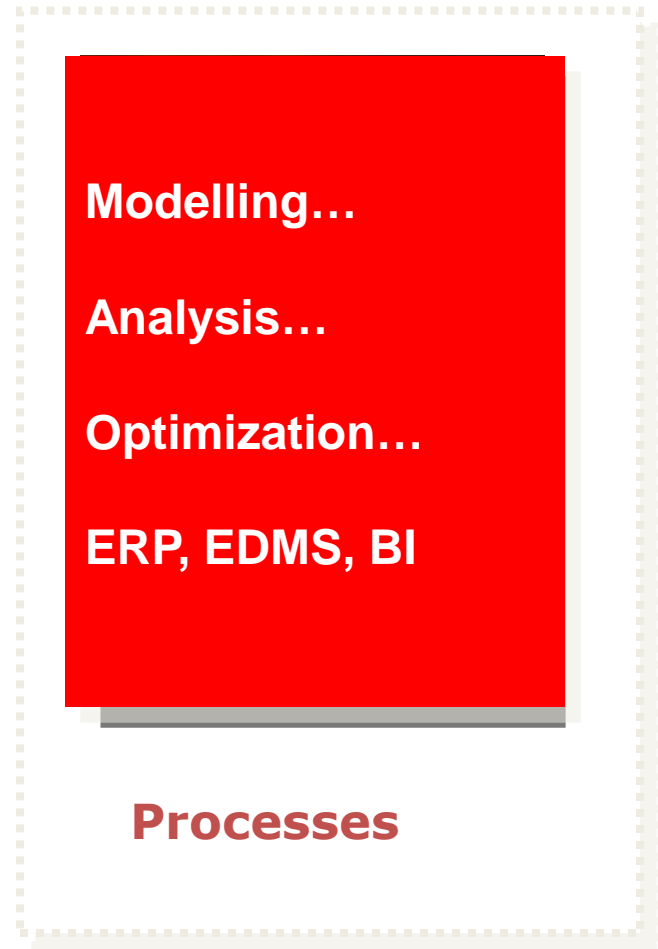 Modelling…
Analysis…
Optimization…
ERP, EDMS, BI
Processes